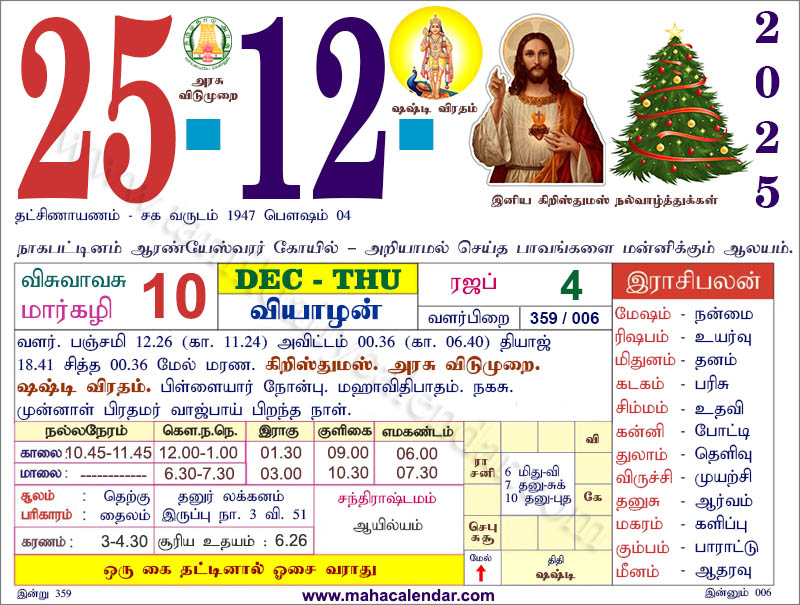 25-12-
2025
அரசு
விடுமுறை
ஷஷ்டி விரதம்
இனிய கிறிஸ்துமஸ் நல்வாழ்த்துக்கள்
தட்சிணாயணம் - சக வருடம் 1947 பௌஷம் 04
நாகபட்டினம் ஆரண்யேஸ்வரர் கோயில் – அறியாமல் செய்த பாவங்களை மன்னிக்கும் ஆலயம்.
விசுவாவசு
மார்கழி 10
DEC - THU
வியாழன்
ரஜப் 4
வளர்பிறை 359 / 006
வளர். பஞ்சமி 12.26 (கா. 11.24) அவிட்டம் 00.36 (கா. 06.40) தியாஜ்
18.41 சித்த 00.36 மேல் மரண. கிறிஸ்துமஸ். அரசு விடுமுறை.
ஷஷ்டி விரதம். பிள்ளையார் நோன்பு. மஹாவிதிபாதம். நகசு.
முன்னாள் பிரதமர் வாஜ்பாய் பிறந்த நாள்.
நல்லநேரம் கௌ.ந.நெ. இராகு குளிகை எமகண்டம்
காலை: 10.45-11.45 12.00-1.00 01.30 09.00 06.00
மாலை: ------------ 6.30-7.30 03.00 10.30 07.30
சூலம் : தெற்கு
பரிகாரம் : தைலம்
தனுர் லக்கனம்
இருப்பு நா. 3 வி. 51
கரணம் : 3-4.30 சூரிய உதயம் : 6.26
சந்திராஷ்டமம்
ஆயில்யம்
ஒரு கை தட்டினால் ஓசை வராது
வி
ரா
சனி
6 மிது-வி
7 தனு-சுக்
10 தனு-புத
கே
செபு
சுசூ
மேல்
↑
திதி
ஷஷ்டி
இராசிபலன்
மேஷம் - நன்மை
ரிஷபம் - உயர்வு
மிதுனம் - தனம்
கடகம் - பரிசு
சிம்மம் - உதவி
கன்னி - போட்டி
துலாம் - தெளிவு
விருச்சி - முயற்சி
தனுசு - ஆர்வம்
மகரம் - களிப்பு
கும்பம் - பாராட்டு
மீனம் - ஆதரவு
இன்று 359
www.mahacalendar.com
இன்னும் 006